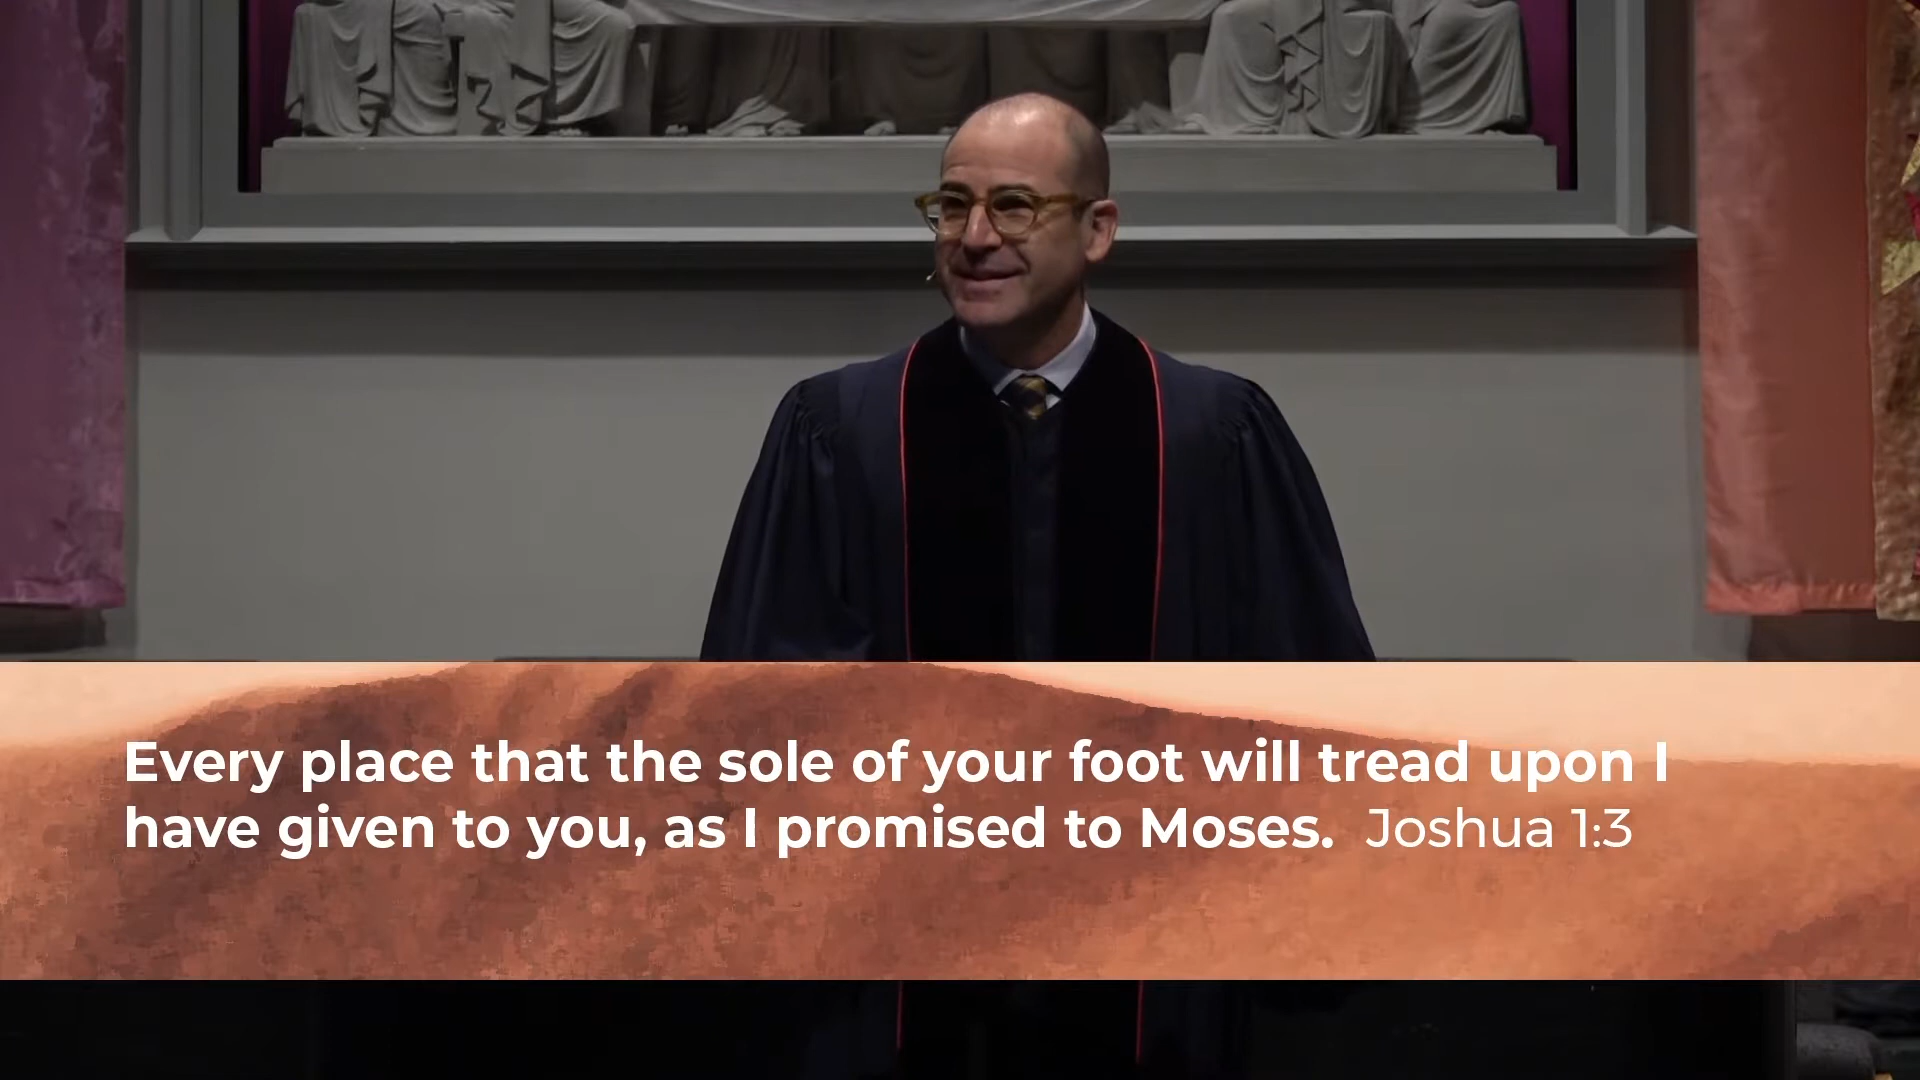 Every place that the sole of your foot will tread upon I
have given to you, as I promised to Moses. Joshua 1:3